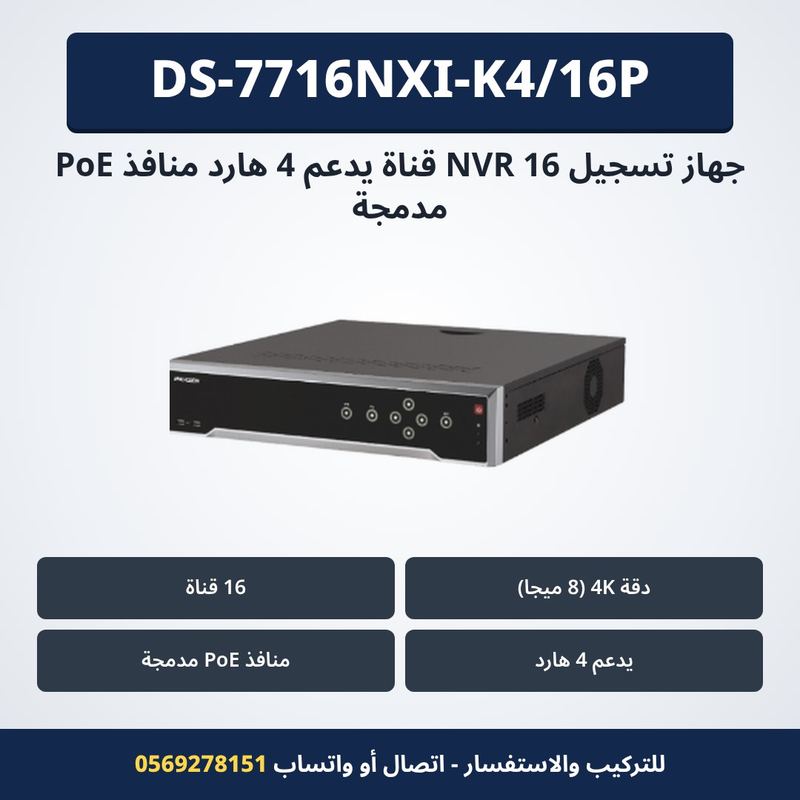 DS-7716NXI-K4/16P
جهاز تسجيل NVR 16 قناة يدعم 4 هارد منافذ PoE
مدمجة
دقة 4K (8 ميجا)
16 قناة
يدعم 4 هارد
منافذ PoE مدمجة
للتركيب والاستفسار - اتصال أو واتساب 0569278151